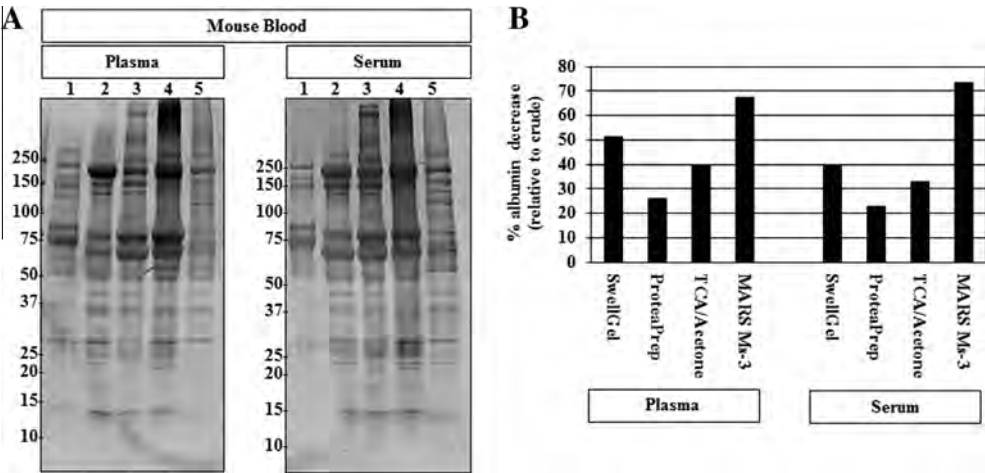 A
Mouse Blood
Plasma
Serum
1 2 3 4 5
1 2 3 4 5
250
150
100
75
50
37
25
20
15
10
250
150
100
75
50
37
25
20
15
10
B
% albumin decrease
(relative to crude)
80
70
60
50
40
30
20
10
0
SwellGel
ProteaPrep
TCA/Acetone
MARS Ms-3
SwellGel
ProteaPrep
TCA/Acetone
MARS Ms-3
Plasma
Serum